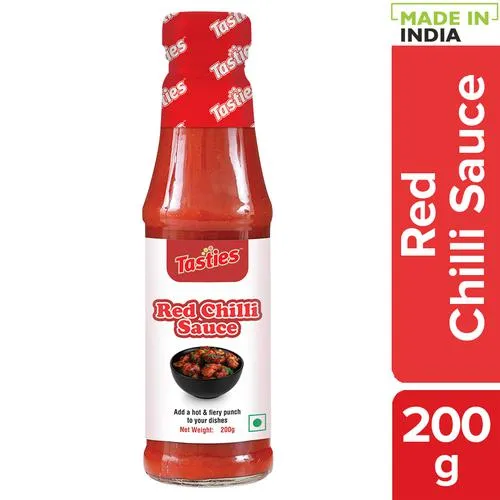 MADE IN
INDIA
Tasties
Tasties
Tasties
Tasties
Tasties
Red Chilli
Sauce
Add a hot & fiery punch
to your dishes
Net Weight: 200g
Red
Chilli Sauce
200
g